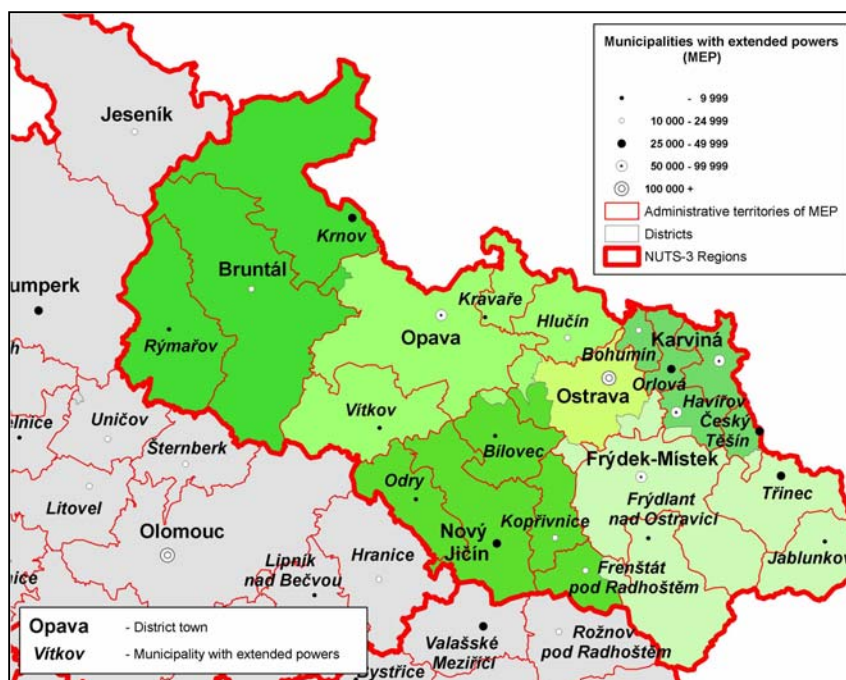 Municipalities with extended powers
(MEP)
- 9 999
10 000 - 24 999
25 000 - 49 999
50 000 - 99 999
100 000 +
Administrative territories of MEP
Districts
NUTS-3 Regions
Jeseník
Krnov
Bruntál
umperk
Rýmařov
Opava
Kravaře
Hlučín
Bohumín
Karviná
Ostrava
Orlová
Havířov
Český
Těšín
Uničov
elnice
Šternberk
Vítkov
Bílovec
Frýdek-Místek
Litovel
Odry
Frýdlant
nad Ostravicí
Třinec
Olomouc
Nový
Jičín
Kopřivnice
Jablunkov
Lipník
nad Bečvou
Hranice
Frenštát
pod Radhoštěm
nice
Opava - District town
Vítkov - Municipality with extended powers
Valašské
Meziříčí
Rožnov
pod Radhoštěm
Bystřice